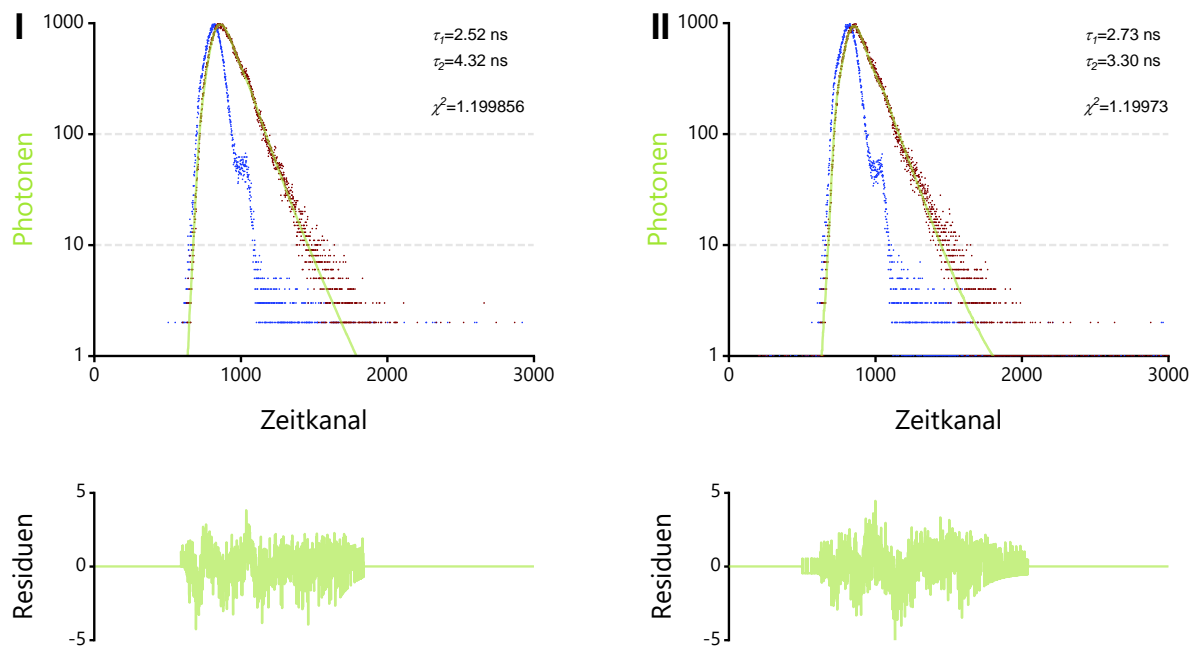 I
1000
100
10
1
Photonen
τ1=2.52 ns
τ2=4.32 ns
χ2=1.199856
0
1000
2000
3000
Zeitkanal
5
0
-5
Residuen
II
1000
100
10
1
Photonen
τ1=2.73 ns
τ2=3.30 ns
χ2=1.19973
0
1000
2000
3000
Zeitkanal
5
0
-5
Residuen